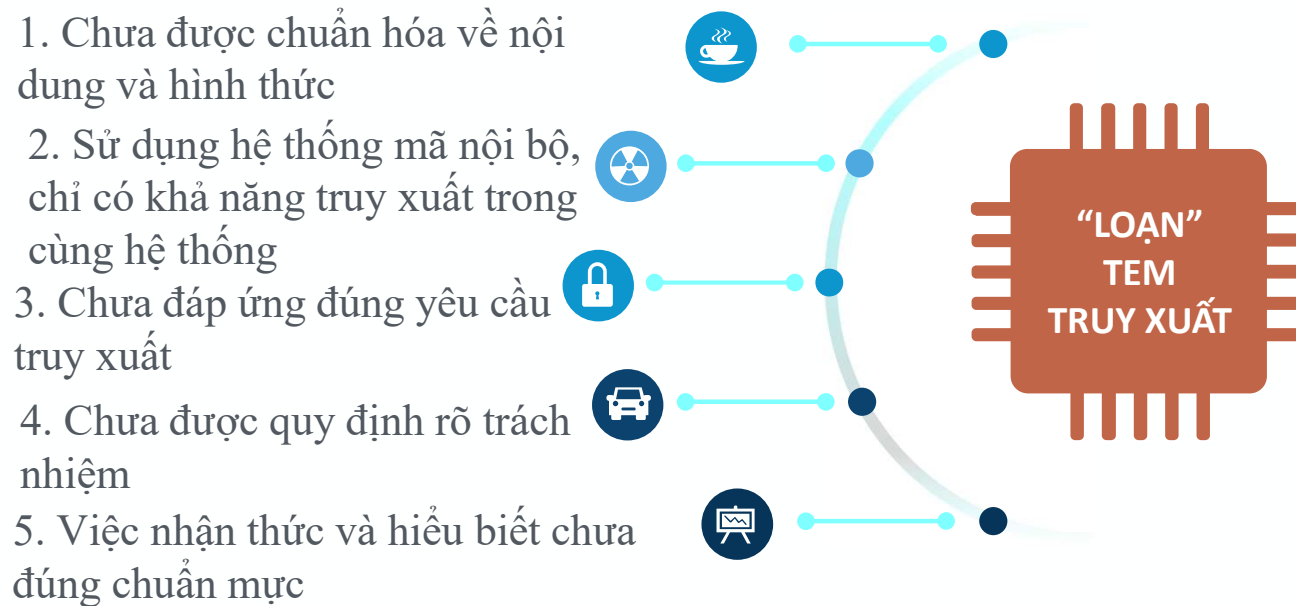 1. Chưa được chuẩn hóa về nội
dung và hình thức
2. Sử dụng hệ thống mã nội bộ,
chỉ có khả năng truy xuất trong
cùng hệ thống
3. Chưa đáp ứng đúng yêu cầu
truy xuất
4. Chưa được quy định rõ trách
nhiệm
5. Việc nhận thức và hiểu biết chưa
đúng chuẩn mực
“LOẠN”
TEM
TRUY XUẤT